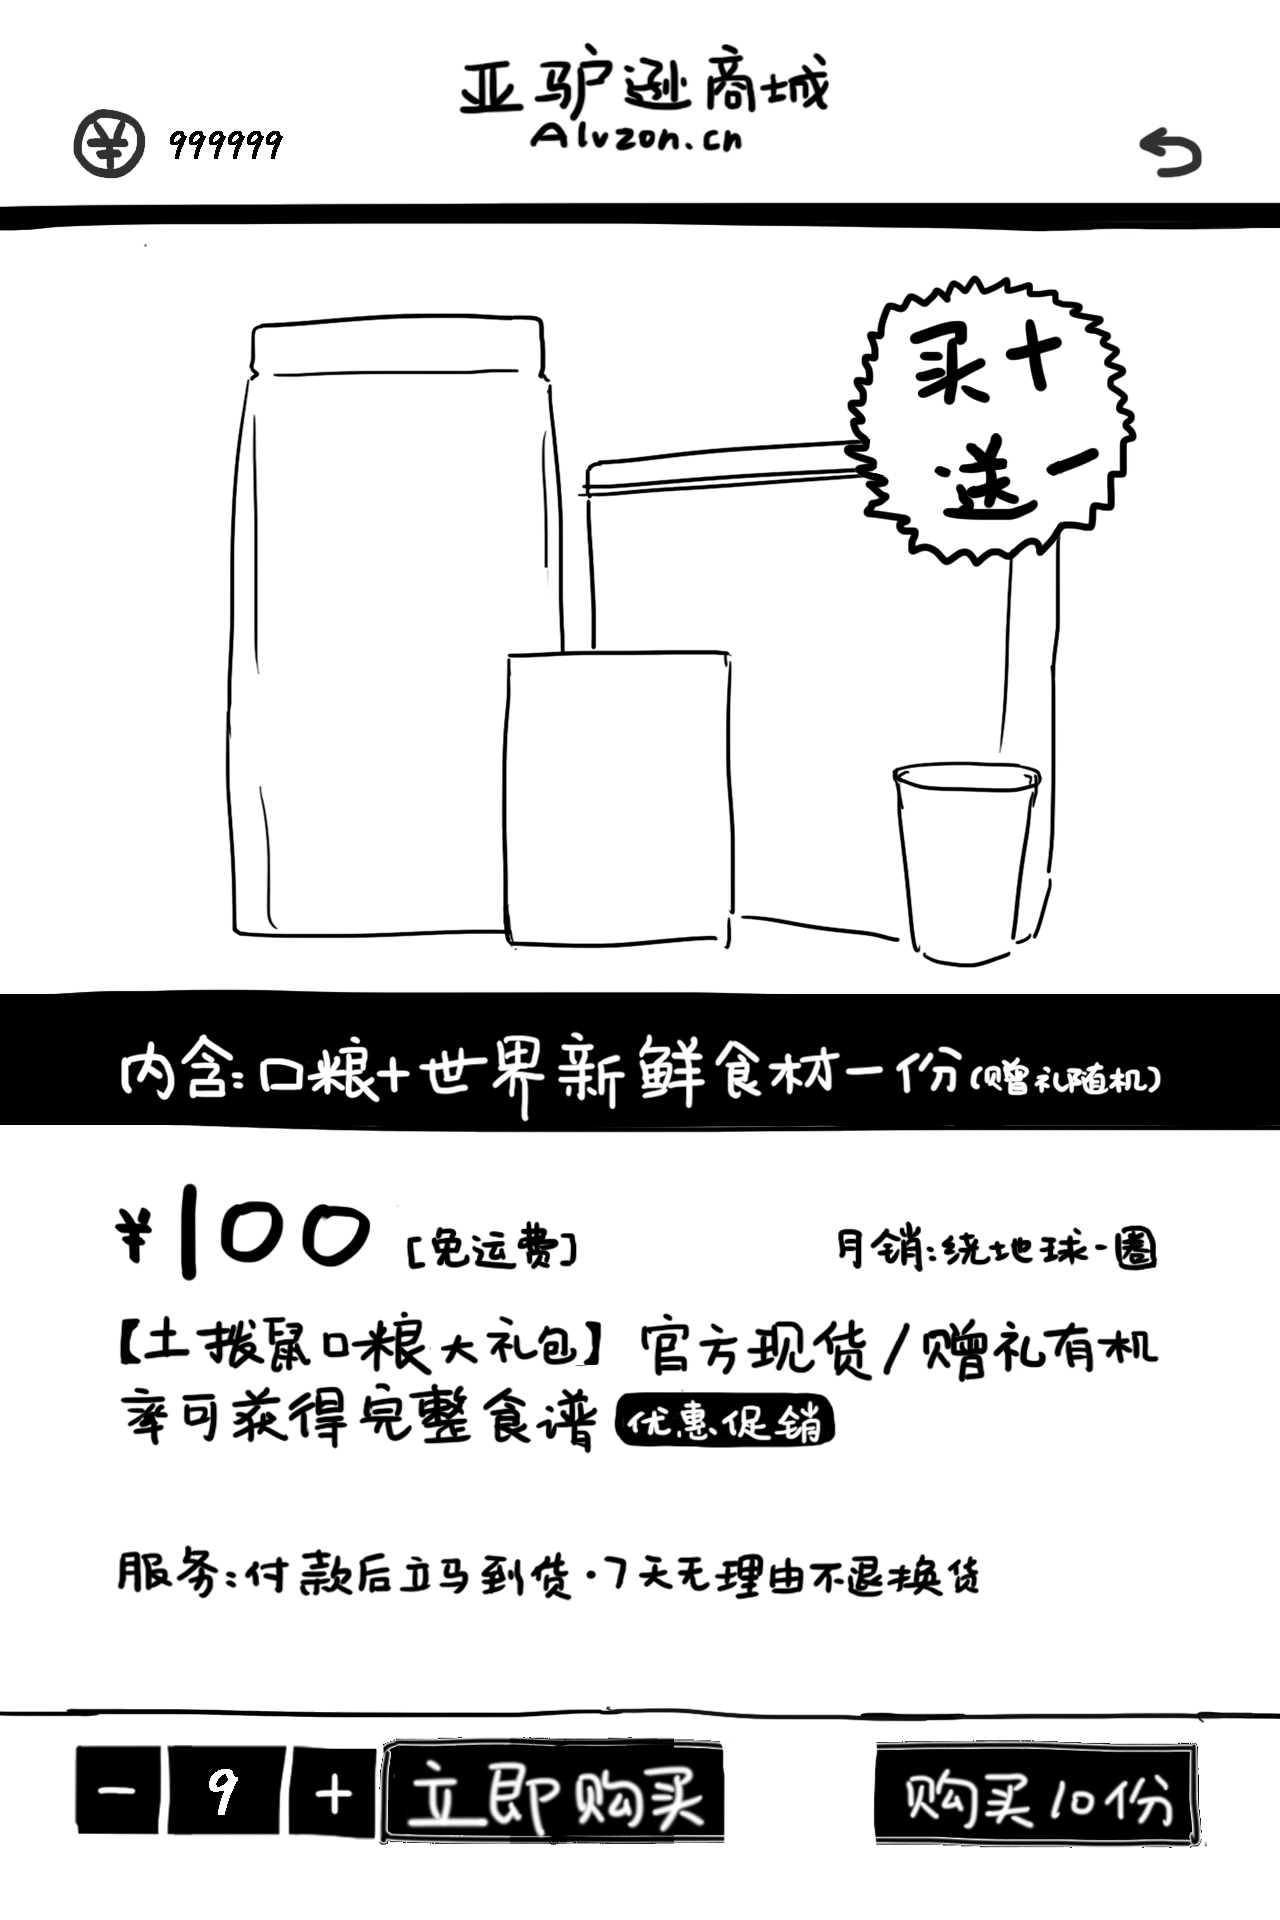 亚驴逊商城
Alvzon.cn
¥ 999999
买十
送一
内含:口粮+世界新鲜食材一份(赠礼随机)
¥100 [免运费] 月销:绕地球一圈
【土拨鼠口粮大礼包】官方现货/赠礼有机
率可获得完整食谱 优惠促销
服务:付款后立马到货·7天无理由不退换货
- 9 + 立即购买 购买10份